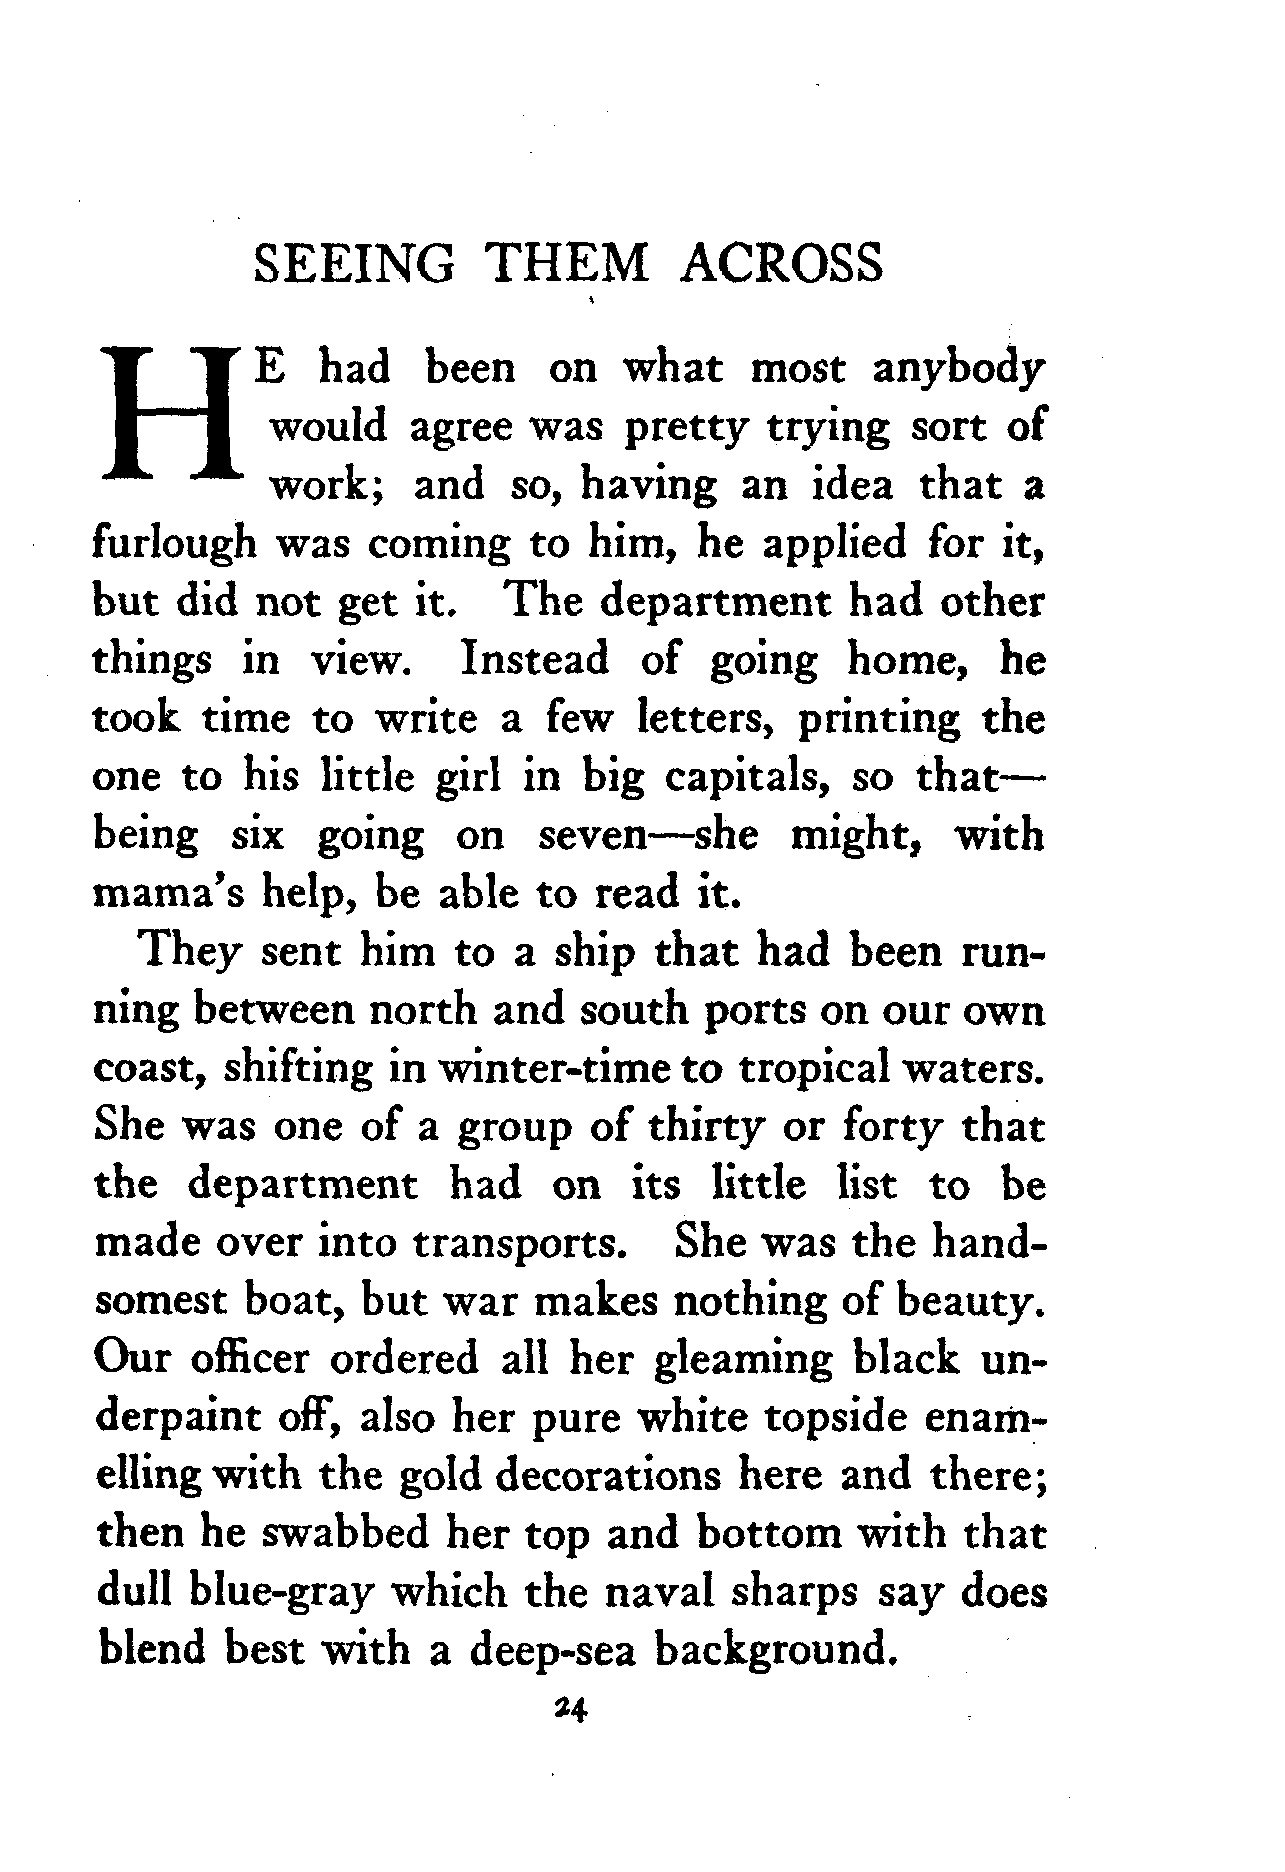 SEEING THEM ACROSS
HE had been on what most anybody
would agree was pretty trying sort of
work; and so, having an idea that a
furlough was coming to him, he applied for it,
but did not get it. The department had other
things in view. Instead of going home, he
took time to write a few letters, printing the
one to his little girl in big capitals, so that—
being six going on seven—she might, with
mama's help, be able to read it.
They sent him to a ship that had been run-
ning between north and south ports on our own
coast, shifting in winter-time to tropical waters.
She was one of a group of thirty or forty that
the department had on its little list to be
made over into transports. She was the hand-
somest boat, but war makes nothing of beauty.
Our officer ordered all her gleaming black un-
derpaint off, also her pure white topside enam-
elling with the gold decorations here and there;
then he swabbed her top and bottom with that
dull blue-gray which the naval sharps say does
blend best with a deep-sea background.
24